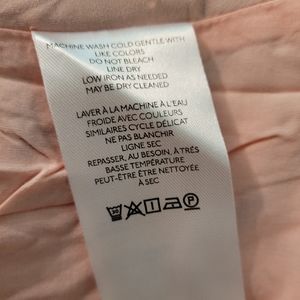 MACHINE WASH COLD GENTLE WITH
LIKE COLORS
DO NOT BLEACH
LINE DRY
LOW IRON AS NEEDED
MAY BE DRY CLEANED
LAVER À LA MACHINE À L'EAU
FROIDE AVEC COULEURS
SIMILAIRES CYCLE DÉLICAT
NE PAS BLANCHIR
LIGNE SEC
REPASSER, AU BESOIN, À TRÉS
BASSE TEMPÉRATURE
PEUT-ÊTRE ÊTRE NETTOYÉE
À SEC